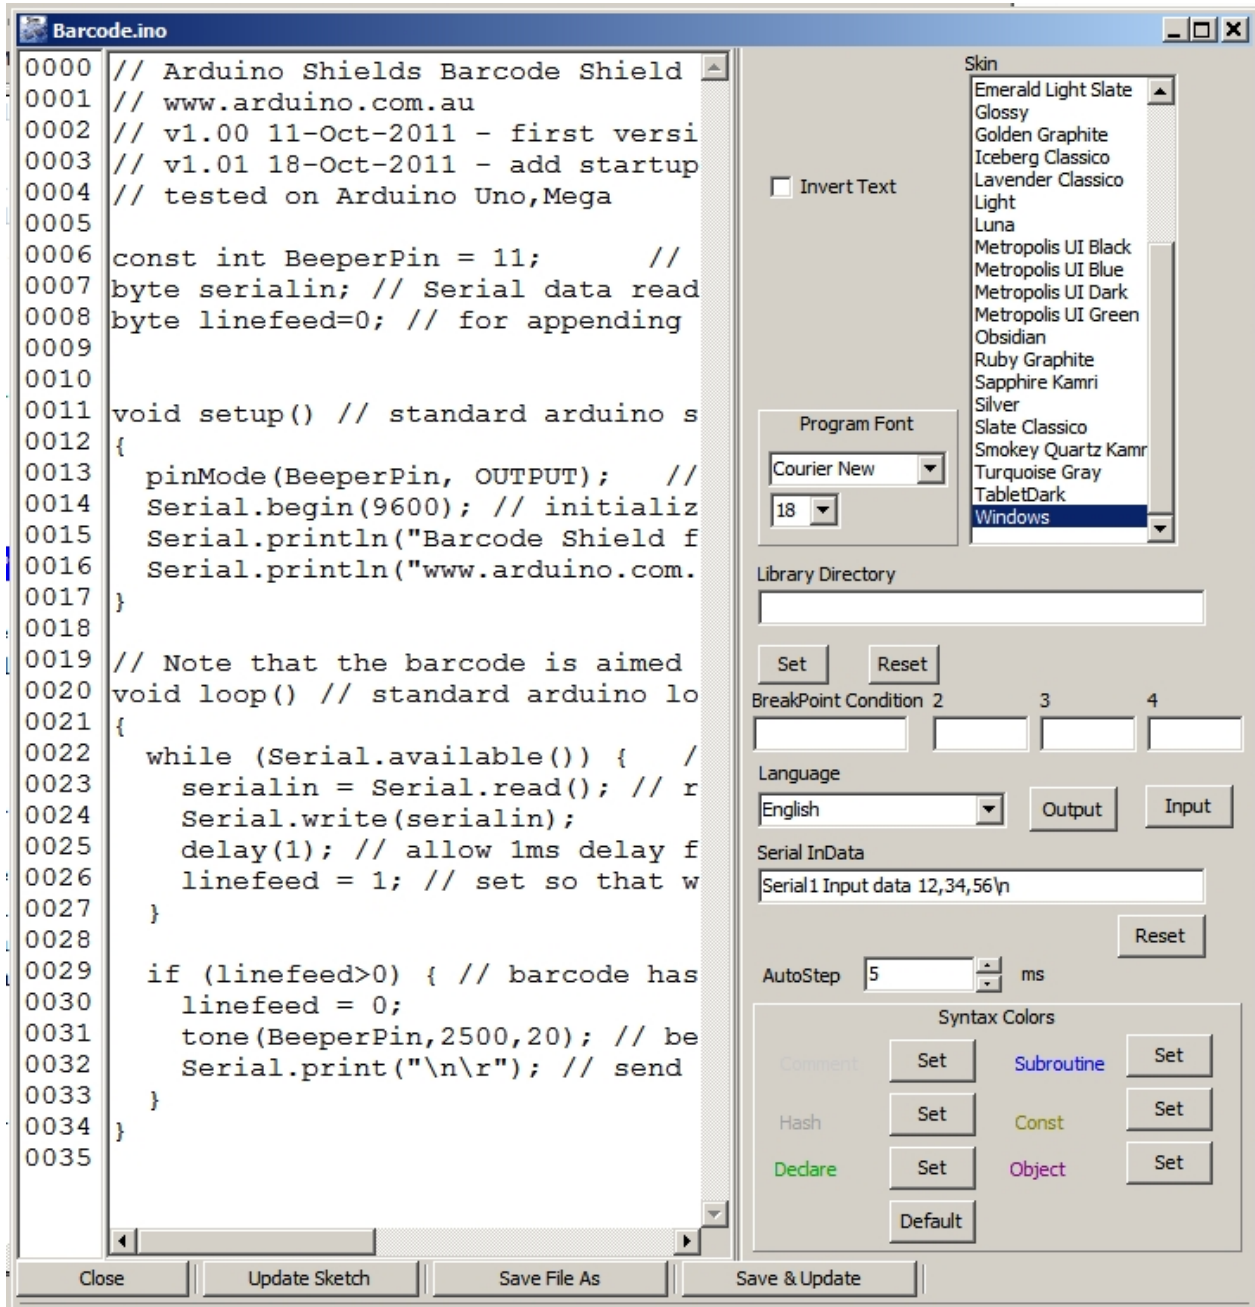 Barcode.ino
0000 // Arduino Shields Barcode Shield
0001 // www.arduino.com.au
0002 // v1.00 11-Oct-2011 - first versi
0003 // v1.01 18-Oct-2011 - add startup
0004 // tested on Arduino Uno,Mega
0005
0006 const int BeeperPin = 11;       //
0007 byte serialin; // Serial data read
0008 byte linefeed=0; // for appending
0009
0010
0011 void setup() // standard arduino s
0012 {
0013   pinMode(BeeperPin, OUTPUT);   //
0014   Serial.begin(9600); // initializ
0015   Serial.println("Barcode Shield f
0016   Serial.println("www.arduino.com.
0017 }
0018
0019 // Note that the barcode is aimed
0020 void loop() // standard arduino lo
0021 {
0022   while (Serial.available()) {   /
0023     serialin = Serial.read(); // r
0024     Serial.write(serialin);
0025     delay(1); // allow 1ms delay f
0026     linefeed = 1; // set so that w
0027   }
0028
0029   if (linefeed>0) { // barcode has
0030     linefeed = 0;
0031     tone(BeeperPin,2500,20); // be
0032     Serial.print("\n\r"); // send
0033   }
0034 }
0035
Skin
Emerald Light Slate
Glossy
Golden Graphite
Iceberg Classico
Lavender Classico
Light
Luna
Metropolis UI Black
Metropolis UI Blue
Metropolis UI Dark
Metropolis UI Green
Obsidian
Ruby Graphite
Sapphire Kamri
Silver
Slate Classico
Smokey Quartz Kamr
Turquoise Gray
TabletDark
Windows
Invert Text
Program Font
Courier New
18
Library Directory
Set Reset
BreakPoint Condition 2 3 4
Language
English Output Input
Serial InData
Serial1 Input data 12,34,56\n
Reset
AutoStep 5 ms
Syntax Colors
Comment Set Subroutine Set
Hash Set Const Set
Declare Set Object Set
Default
Close Update Sketch Save File As Save & Update